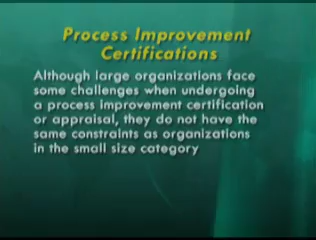 Process Improvement
Certifications
Although large organizations face
some challenges when undergoing
a process improvement certification
or appraisal, they do not have the
same constraints as organizations
in the small size category